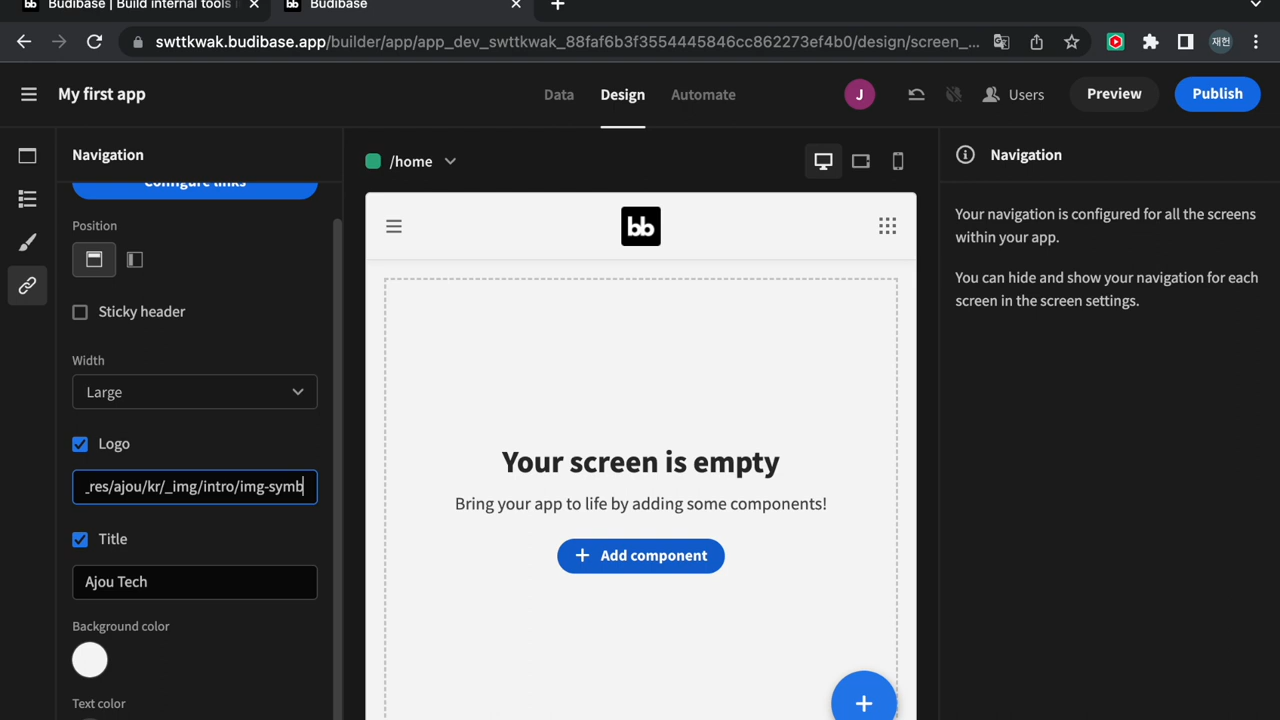 Budibase | Build internal tools i
Budibase
swttkwak.budibase.app/builder/app/app_dev_swttkwak_88faf6b3f3554445846cc862273ef4b0/design/screen_...
재헌
My first app
Data
Design
Automate
J
Users
Preview
Publish
Navigation
Configure links
Position
Sticky header
Width
Large
Logo
_res/ajou/kr/_img/intro/img-symb
Title
Ajou Tech
Background color
Text color
/home
bb
Your screen is empty
Bring your app to life by adding some components!
Add component
Navigation
Your navigation is configured for all the screens
within your app.
You can hide and show your navigation for each
screen in the screen settings.